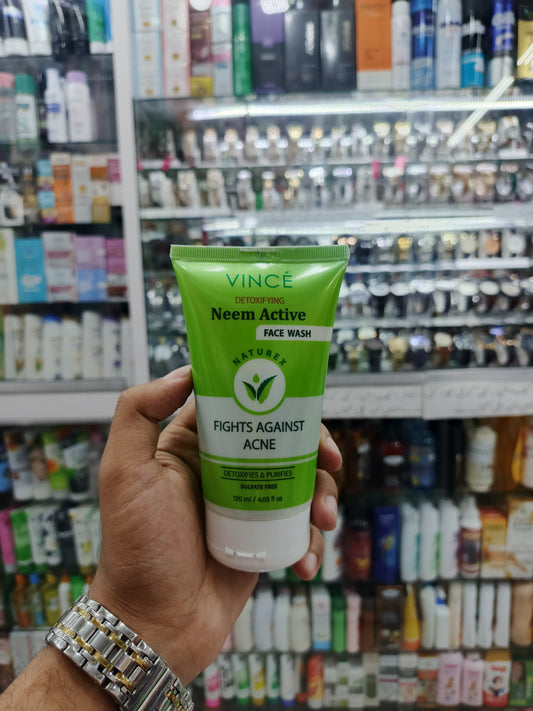 VINCÉ
DETOXIFYING
Neem Active
FACE WASH
NATUREX
FIGHTS AGAINST
ACNE
DETOXIFIES & PURIFIES
SULFATE FREE
120 ml / 4.05 fl oz